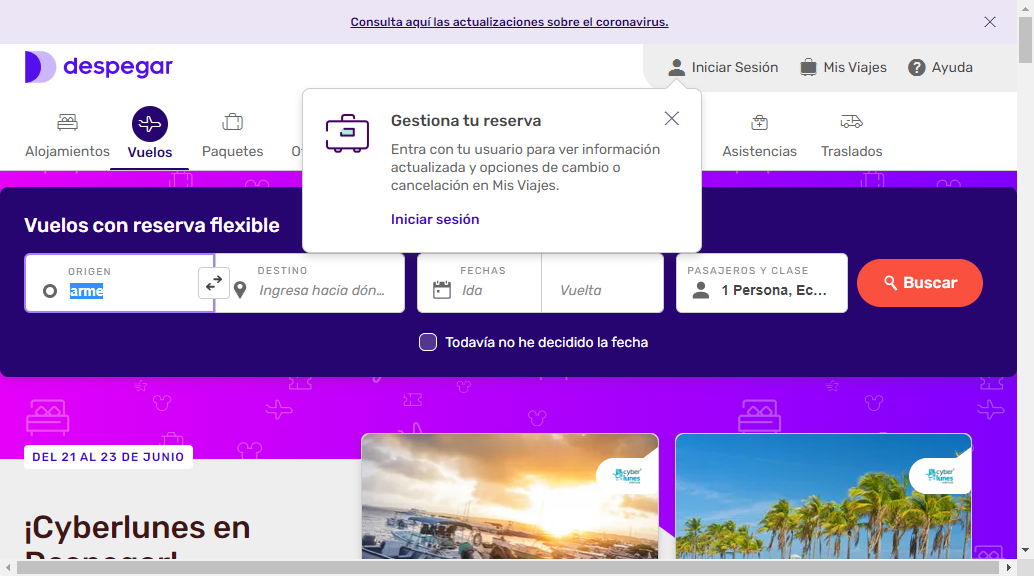 Consulta aquí las actualizaciones sobre el coronavirus.
despegar
Iniciar Sesión
Mis Viajes
Ayuda
Alojamientos
Vuelos
Paquetes
Asistencias
Traslados
Gestiona tu reserva
Entra con tu usuario para ver información
actualizada y opciones de cambio o
cancelación en Mis Viajes.
Iniciar sesión
Vuelos con reserva flexible
ORIGEN
arme
DESTINO
Ingresa hacia dón...
FECHAS
Ida
Vuelta
PASAJEROS Y CLASE
1 Persona, Ec...
Buscar
Todavía no he decidido la fecha
DEL 21 AL 23 DE JUNIO
¡Cyberlunes en
Despegar!
cyber
lunes
cyber
lunes